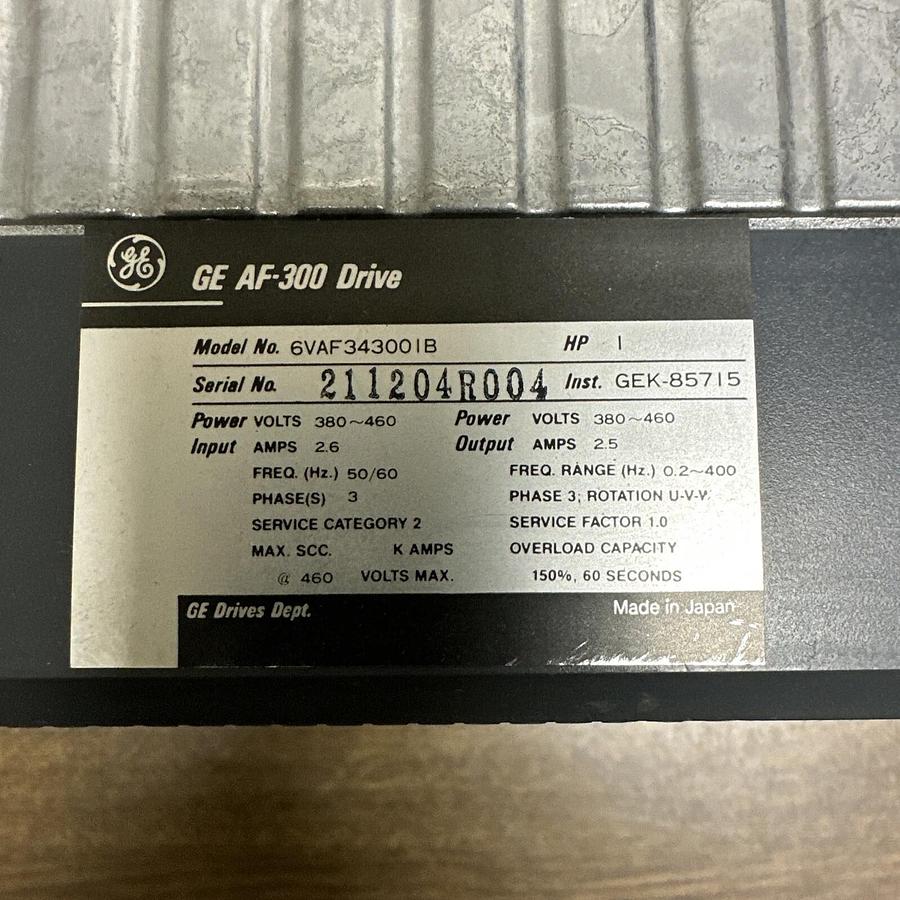 GE
GE AF-300 Drive
Model No. 6VAF343001B HP 1
Serial No. 211204R004 Inst. GEK-85715
Power VOLTS 380~460 Power VOLTS 380~460
Input AMPS 2.6 Output AMPS 2.5
FREQ. (Hz.) 50/60 FREQ. RANGE (Hz.) 0.2~400
PHASE(S) 3 PHASE 3; ROTATION U-V-W
SERVICE CATEGORY 2 SERVICE FACTOR 1.0
MAX. SCC. K AMPS OVERLOAD CAPACITY
@ 460 VOLTS MAX. 150%, 60 SECONDS
GE Drives Dept. Made in Japan